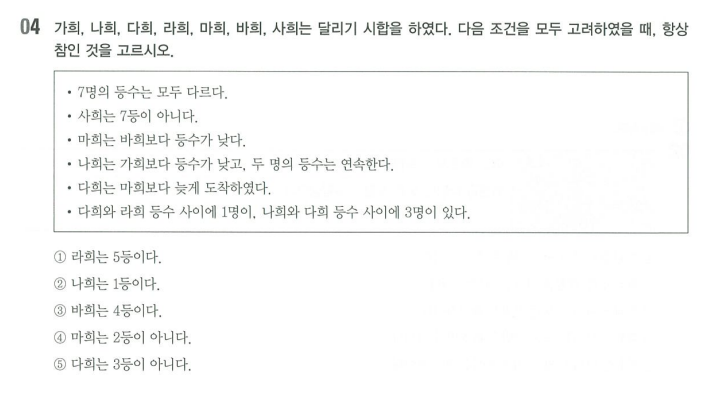 04 가희, 나희, 다희, 라희, 마희, 바희, 사희는 달리기 시합을 하였다. 다음 조건을 모두 고려하였을 때, 항상
참인 것을 고르시오.
• 7명의 등수는 모두 다르다.
• 사희는 7등이 아니다.
• 마희는 바희보다 등수가 낮다.
• 나희는 가희보다 등수가 낮고, 두 명의 등수는 연속한다.
• 다희는 마희보다 늦게 도착하였다.
• 다희와 라희 등수 사이에 1명이, 나희와 다희 등수 사이에 3명이 있다.
① 라희는 5등이다.
② 나희는 1등이다.
③ 바희는 4등이다.
④ 마희는 2등이 아니다.
⑤ 다희는 3등이 아니다.